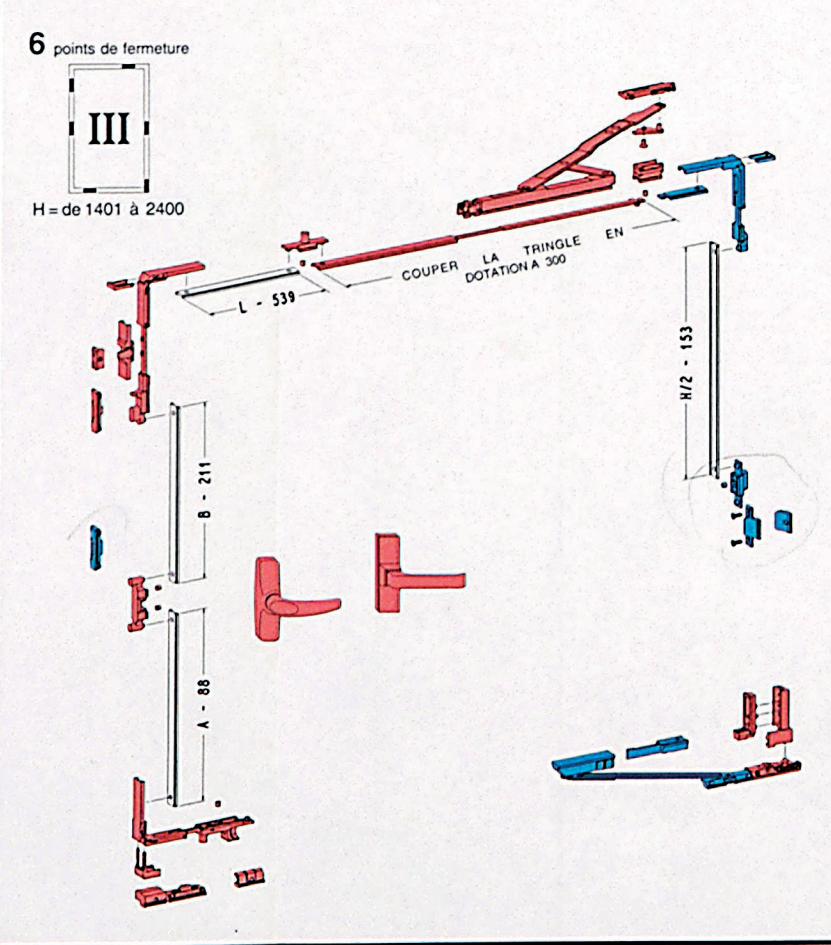 6 points de fermeture
III
H = de 1401 à 2400
COUPER LA TRINGLE EN
DOTATION A 300
L - 539
H/2 - 153
B - 211
A - 88